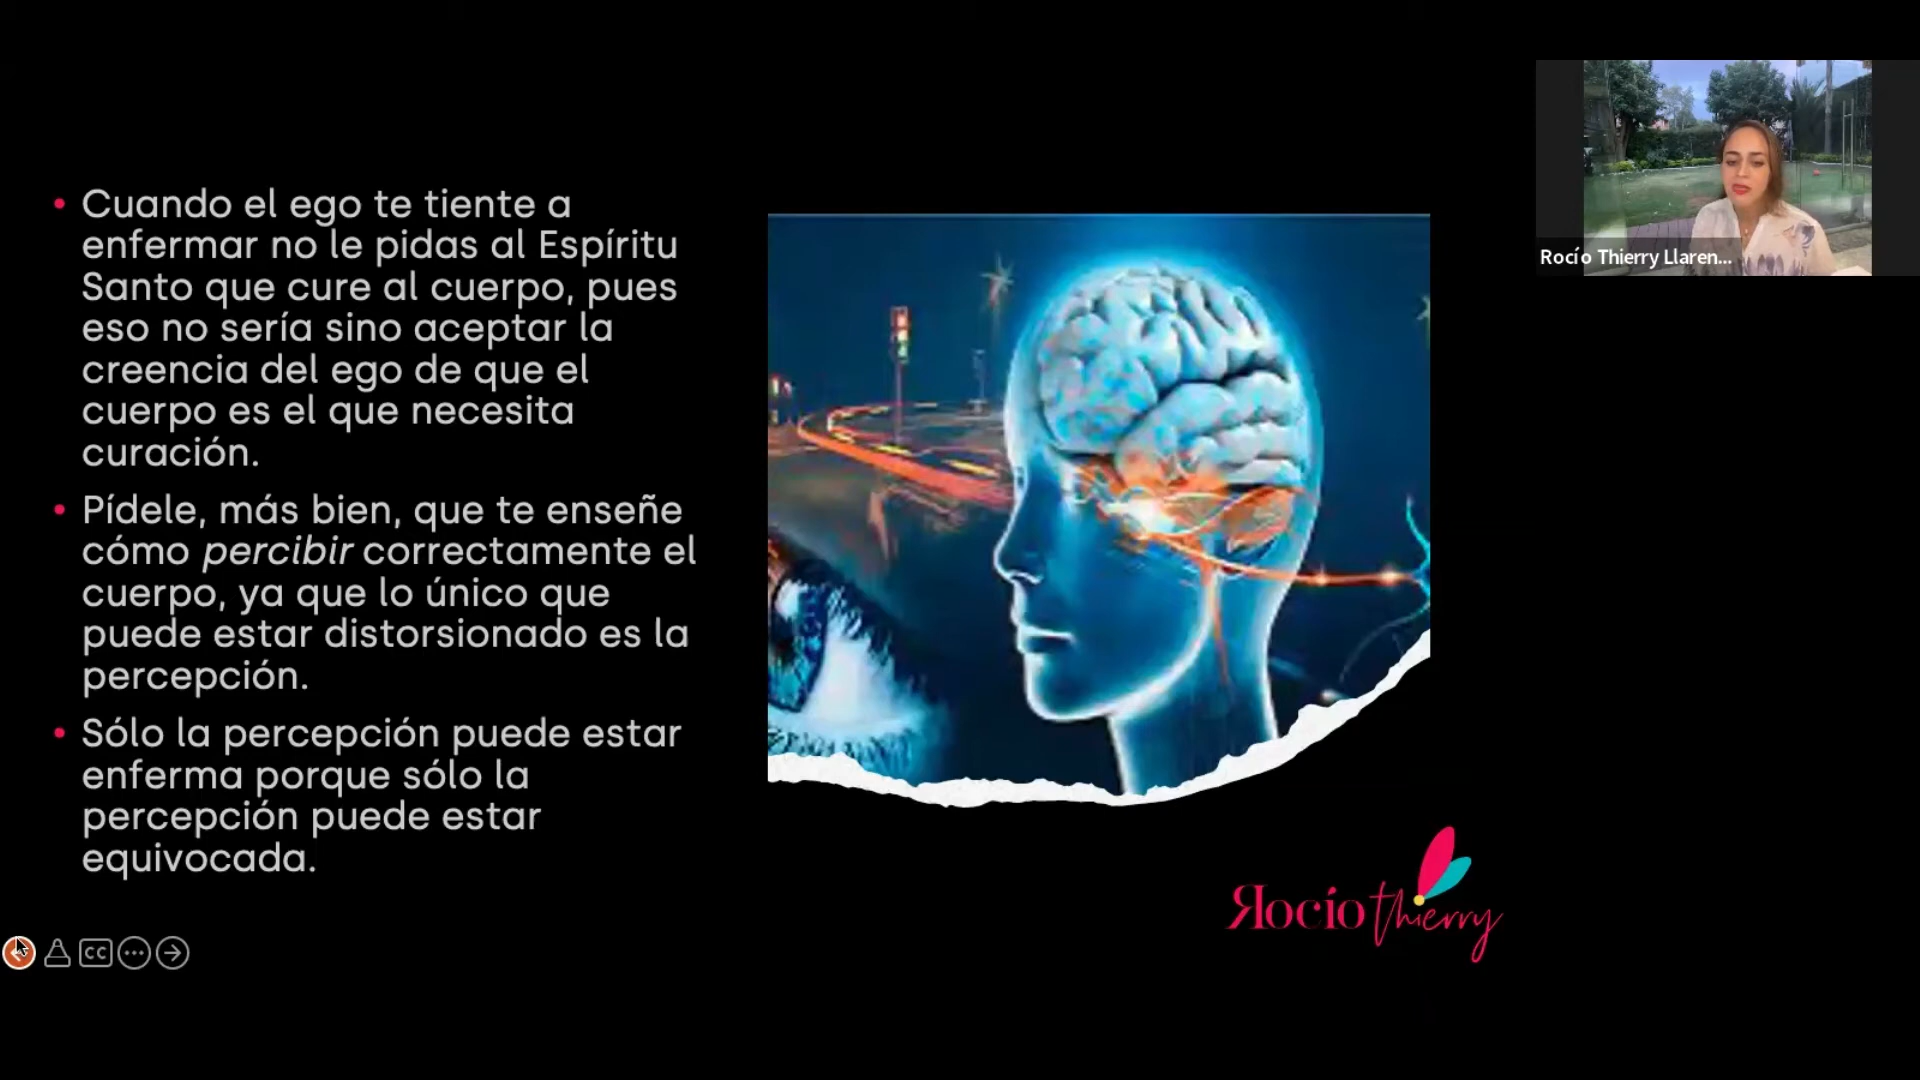 • Cuando el ego te tiente a
enfermar no le pidas al Espíritu
Santo que cure al cuerpo, pues
eso no sería sino aceptar la
creencia del ego de que el
cuerpo es el que necesita
curación.
• Pídele, más bien, que te enseñe
cómo percibir correctamente el
cuerpo, ya que lo único que
puede estar distorsionado es la
percepción.
• Sólo la percepción puede estar
enferma porque sólo la
percepción puede estar
equivocada.
Rocío Thierry Llaren...
Rocío thierry
CC